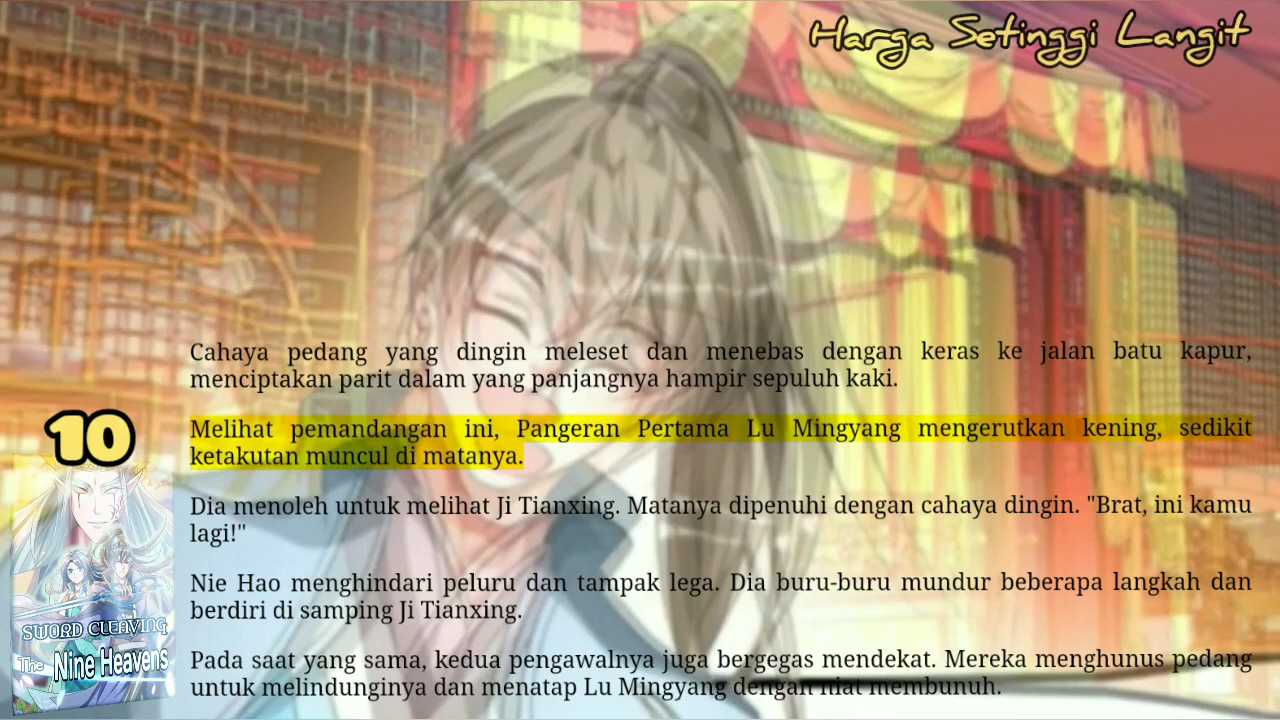 Harga Setinggi Langit
Cahaya pedang yang dingin meleset dan menebas dengan keras ke jalan batu kapur,
menciptakan parit dalam yang panjangnya hampir sepuluh kaki.
10
Melihat pemandangan ini, Pangeran Pertama Lu Mingyang mengerutkan kening, sedikit
ketakutan muncul di matanya.
Dia menoleh untuk melihat Ji Tianxing. Matanya dipenuhi dengan cahaya dingin. "Brat, ini kamu
lagi!"
Nie Hao menghindari peluru dan tampak lega. Dia buru-buru mundur beberapa langkah dan
berdiri di samping Ji Tianxing.
SWORD CLEAVING
The Nine Heavens
Pada saat yang sama, kedua pengawalnya juga bergegas mendekat. Mereka menghunus pedang
untuk melindunginya dan menatap Lu Mingyang dengan niat membunuh.